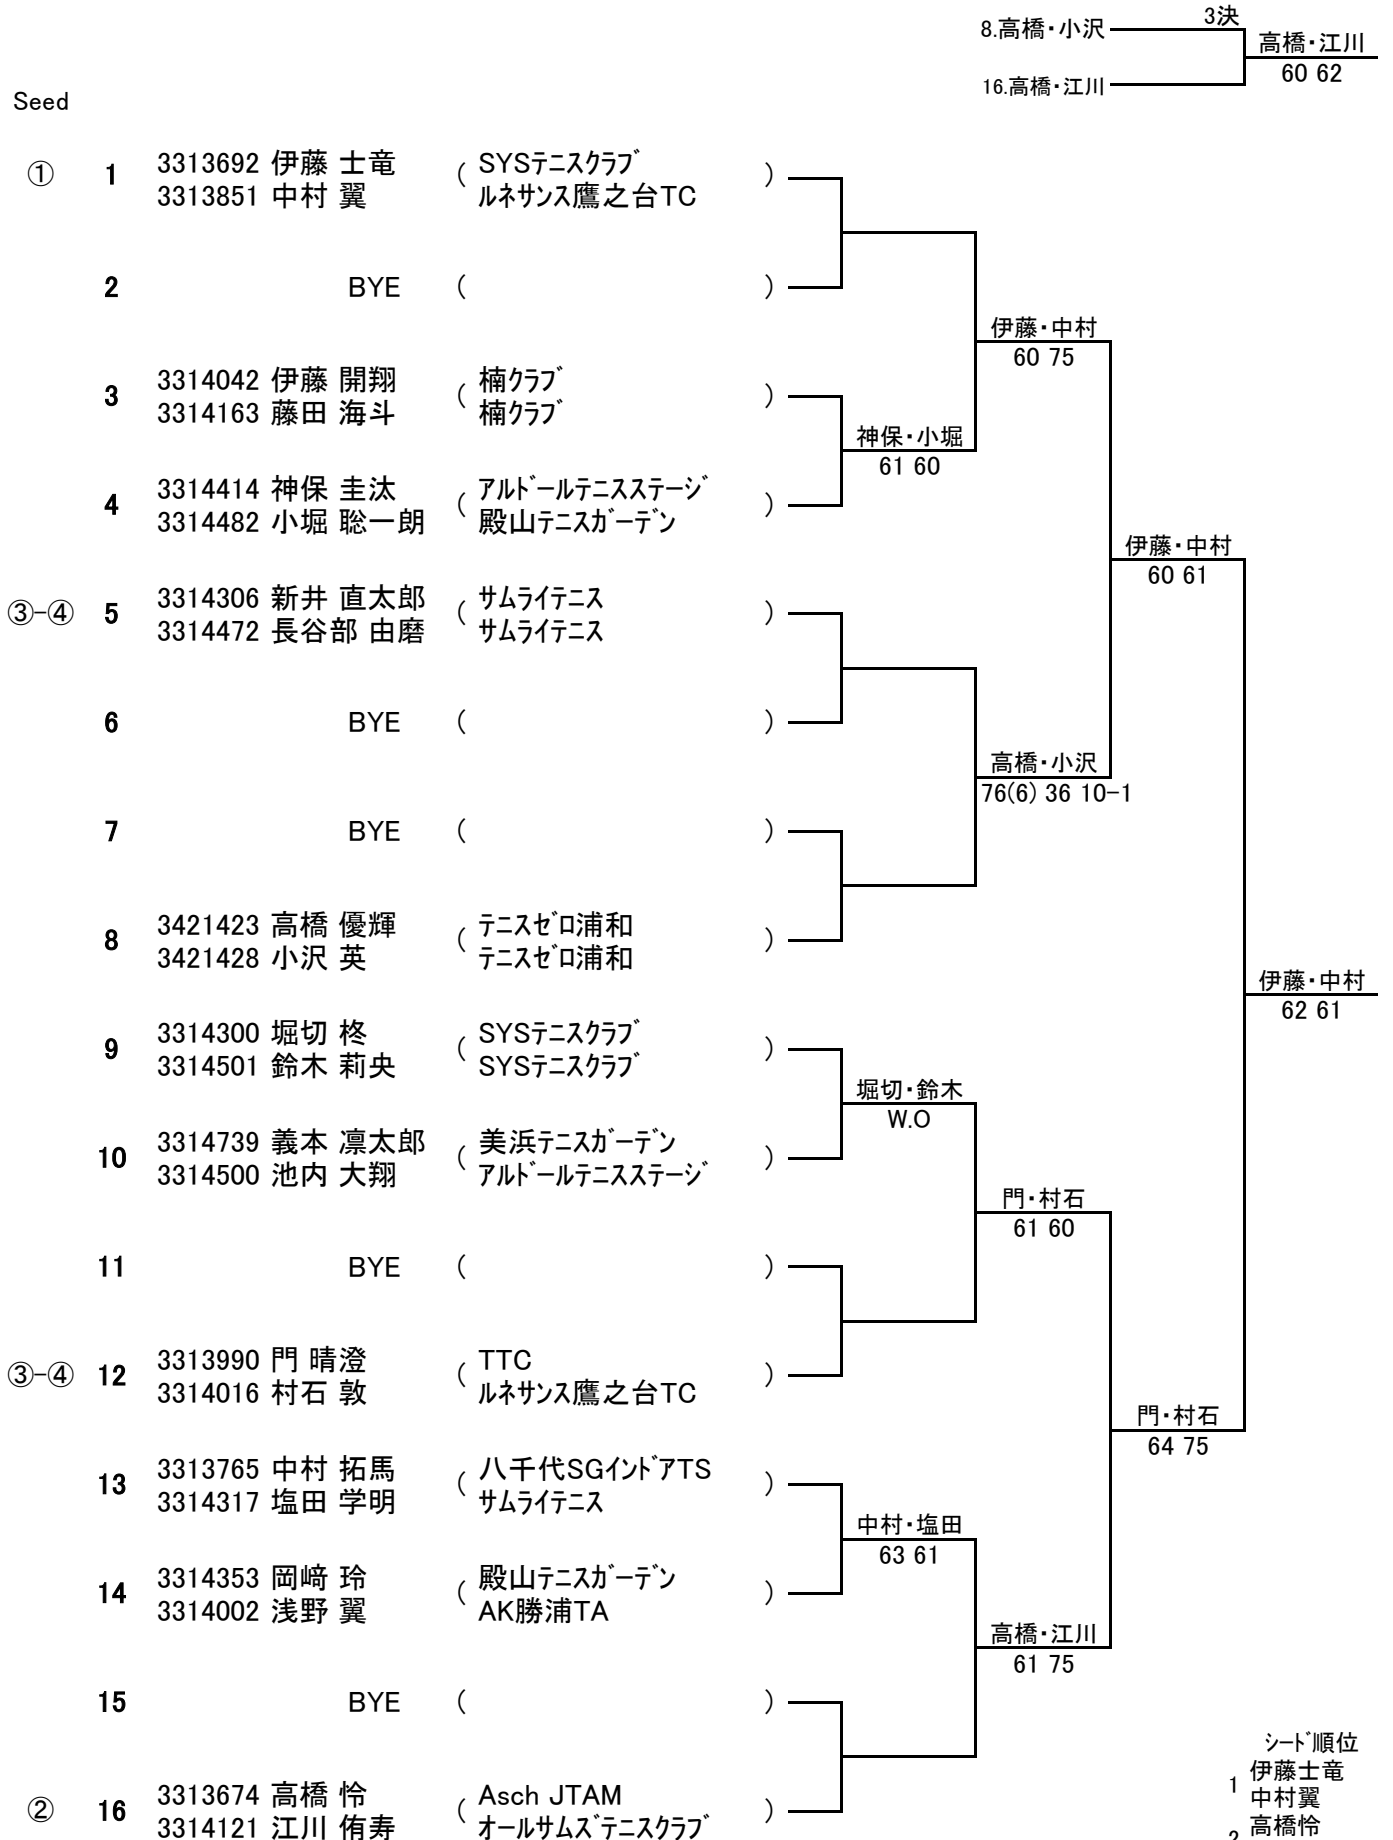 3決
8.高橋・小沢
高橋・江川
60 62
16.高橋・江川
Seed
① 1 3313692 伊藤 士竜 ( SYSテニスクラブ )
3313851 中村 翼 ルネサンス鷹之台TC
2 BYE ( )
伊藤・中村
60 75
3 3314042 伊藤 開翔 ( 楠クラブ )
3314163 藤田 海斗 楠クラブ
神保・小堀
61 60
4 3314414 神保 圭汰 ( アルドールテニスステージ )
3314482 小堀 聡一朗 殿山テニスガーデン
伊藤・中村
60 61
③-④ 5 3314306 新井 直太郎 ( サムライテニス )
3314472 長谷部 由磨 サムライテニス
6 BYE ( )
高橋・小沢
76(6) 36 10-1
7 BYE ( )
8 3421423 高橋 優輝 ( テニスゼロ浦和 )
3421428 小沢 英 テニスゼロ浦和
伊藤・中村
62 61
9 3314300 堀切 柊 ( SYSテニスクラブ )
3314501 鈴木 莉央 SYSテニスクラブ
堀切・鈴木
W.O
10 3314739 義本 凛太郎 ( 美浜テニスガーデン )
3314500 池内 大翔 アルドールテニスステージ
門・村石
61 60
11 BYE ( )
③-④ 12 3313990 門 晴澄 ( TTC )
3314016 村石 敦 ルネサンス鷹之台TC
門・村石
64 75
13 3313765 中村 拓馬 ( 八千代SGインドアTS )
3314317 塩田 学明 サムライテニス
中村・塩田
63 61
14 3314353 岡﨑 玲 ( 殿山テニスガーデン )
3314002 浅野 翼 AK勝浦TA
高橋・江川
61 75
15 BYE ( )
シード順位
1 伊藤士竜
中村翼
② 16 3313674 高橋 怜 ( Asch JTAM )
3314121 江川 侑寿 オールサムズテニスクラブ
2 高橋怜